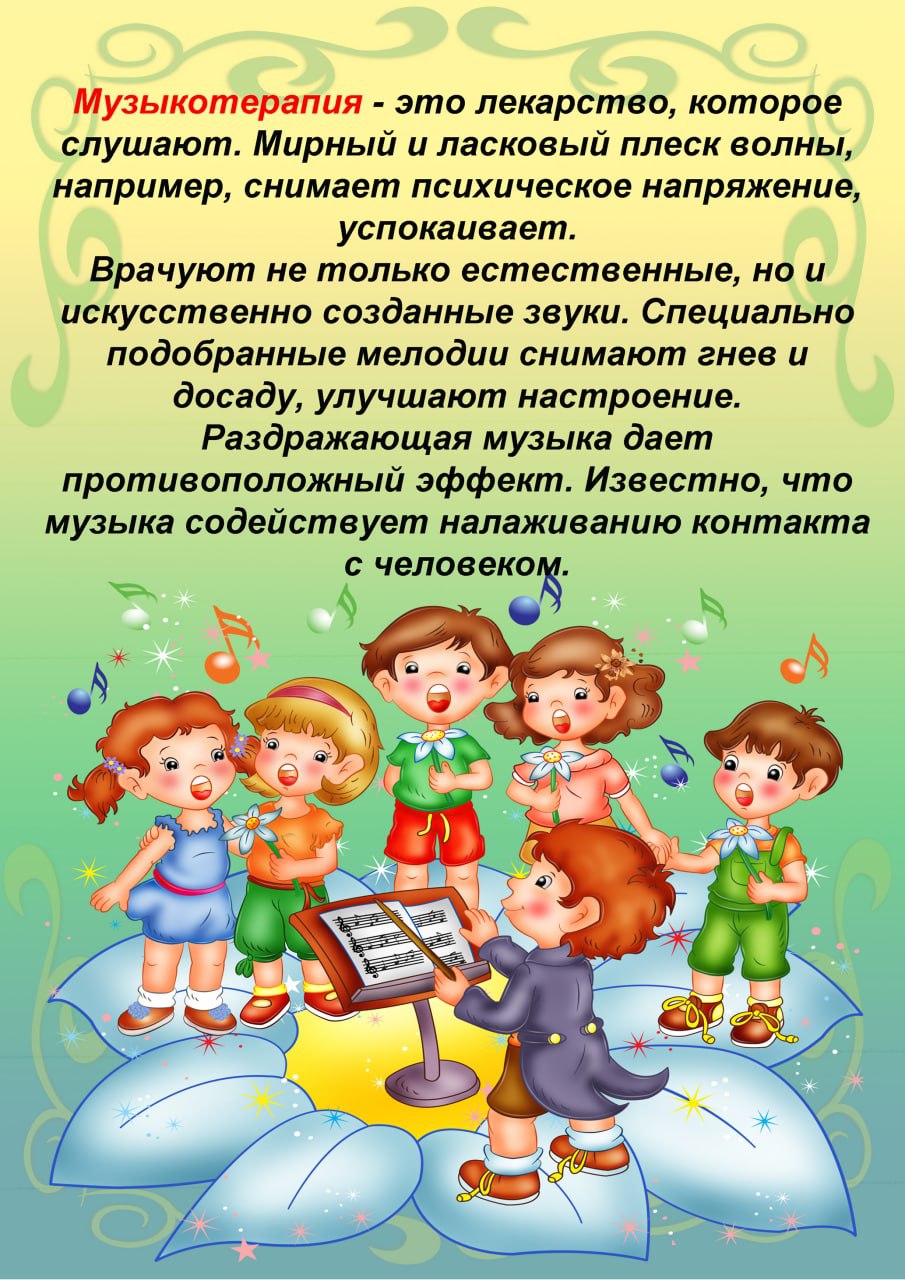 Музыкотерапия - это лекарство, которое
слушают. Мирный и ласковый плеск волны,
например, снимает психическое напряжение,
успокаивает.
Врачуют не только естественные, но и
искусственно созданные звуки. Специально
подобранные мелодии снимают гнев и
досаду, улучшают настроение.
Раздражающая музыка дает
противоположный эффект. Известно, что
музыка содействует налаживанию контакта
с человеком.